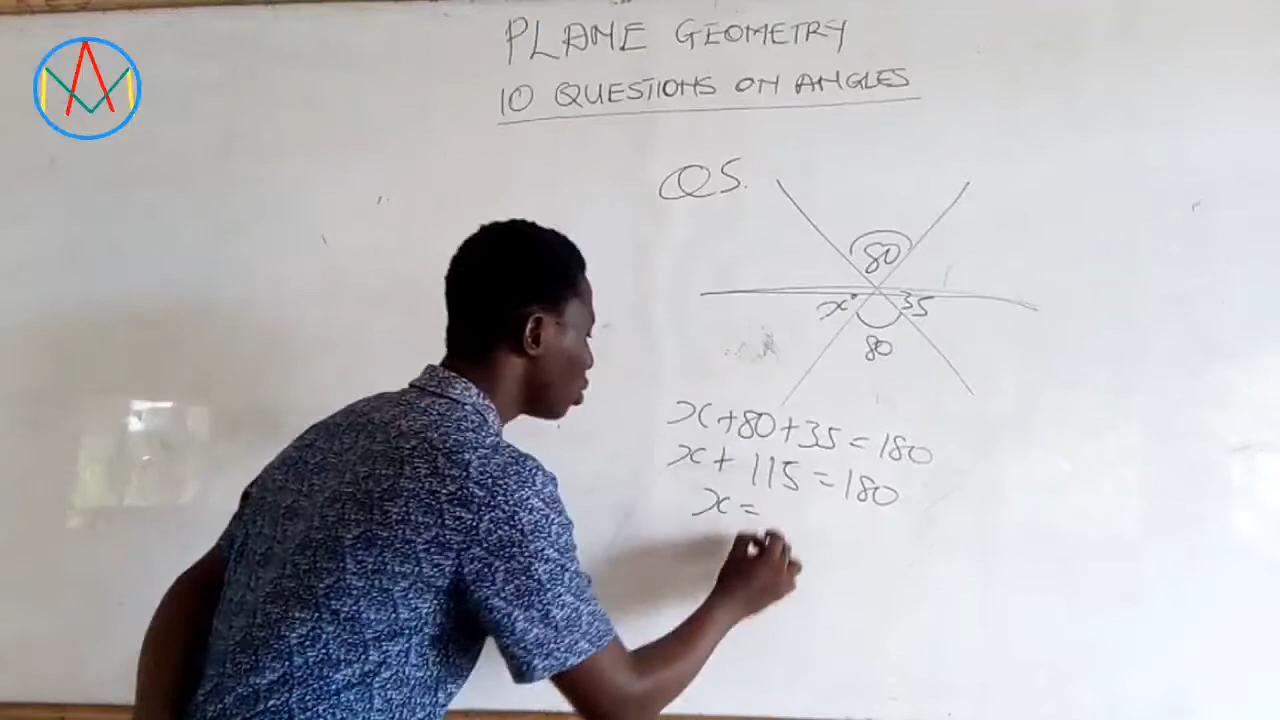 PLANE GEOMETRY
10 QUESTIONS ON ANGLES
Q5.
80
x° 35
80
x+80+35=180
x+115=180
x=